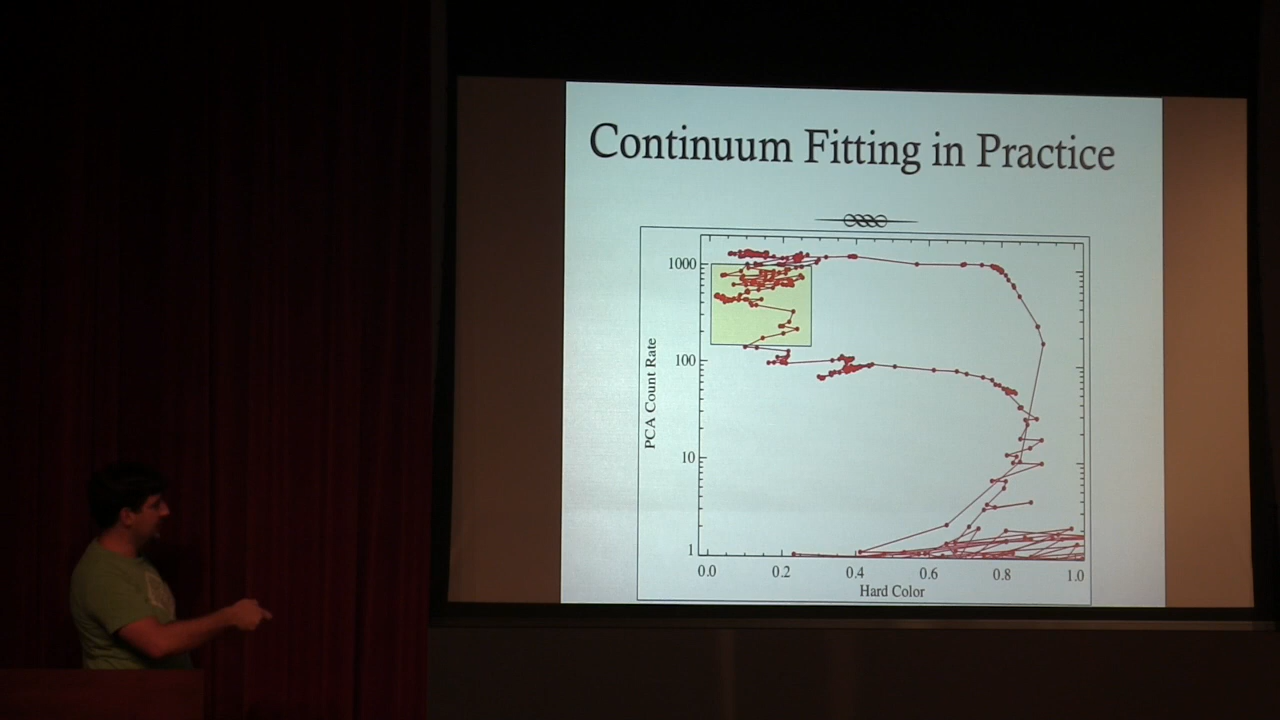 Continuum Fitting in Practice
1000
100
10
1
PCA Count Rate
0.0 0.2 0.4 0.6 0.8 1.0
Hard Color